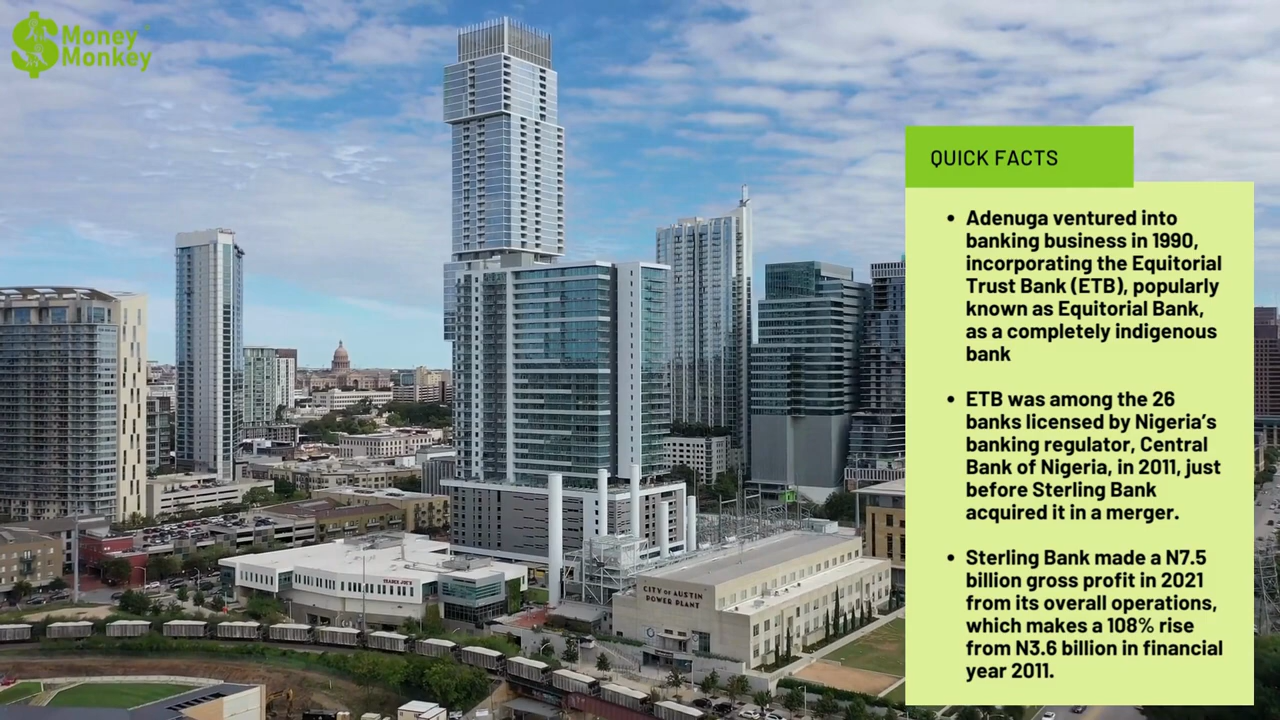 Money
Monkey
QUICK FACTS
• Adenuga ventured into
banking business in 1990,
incorporating the Equitorial
Trust Bank (ETB), popularly
known as Equitorial Bank,
as a completely indigenous
bank
• ETB was among the 26
banks licensed by Nigeria’s
banking regulator, Central
Bank of Nigeria, in 2011, just
before Sterling Bank
acquired it in a merger.
• Sterling Bank made a N7.5
billion gross profit in 2021
from its overall operations,
which makes a 108% rise
from N3.6 billion in financial
year 2011.
TRADER JOE'S
CITY OF AUSTIN
POWER PLANT